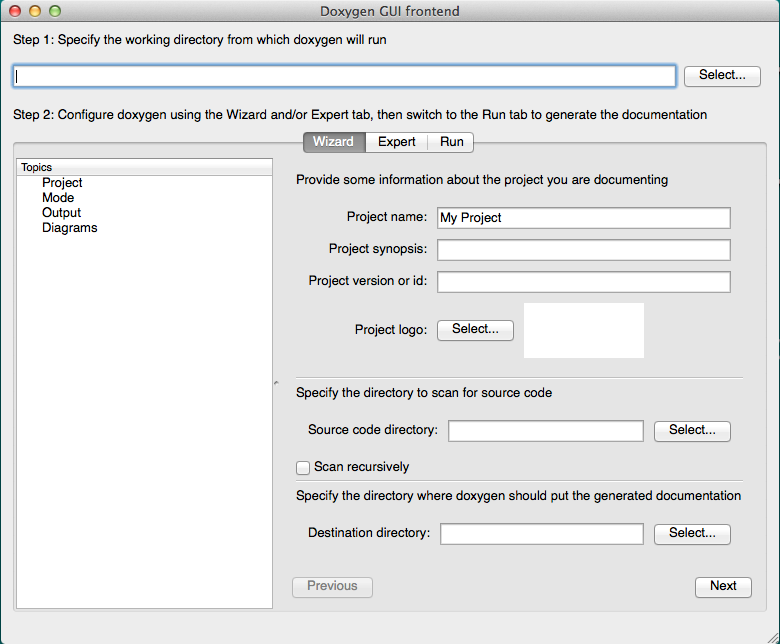 Doxygen GUI frontend
Step 1: Specify the working directory from which doxygen will run
Select...
Step 2: Configure doxygen using the Wizard and/or Expert tab, then switch to the Run tab to generate the documentation
Wizard Expert Run
Topics
Project
Mode
Output
Diagrams
Provide some information about the project you are documenting
Project name: My Project
Project synopsis:
Project version or id:
Project logo: Select...
Specify the directory to scan for source code
Source code directory: Select...
Scan recursively
Specify the directory where doxygen should put the generated documentation
Destination directory: Select...
Previous Next